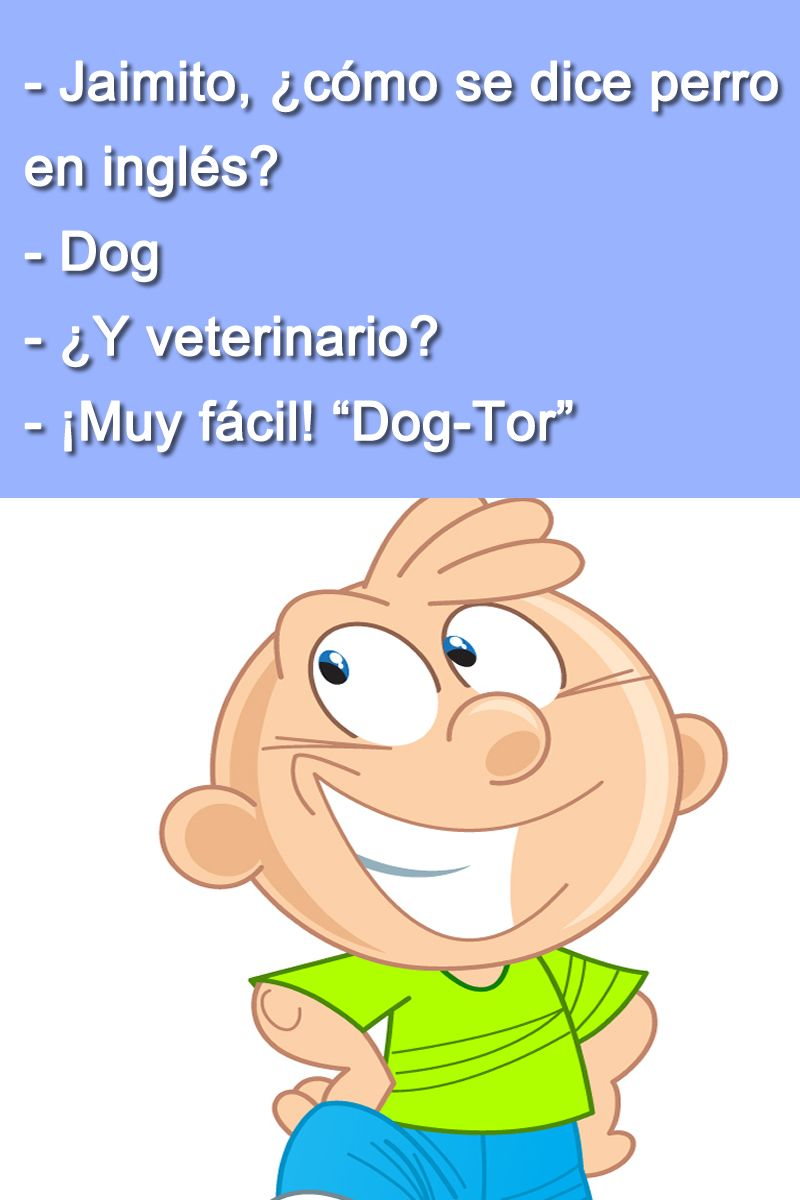 - Jaimito, ¿cómo se dice perro
en inglés?
- Dog
- ¿Y veterinario?
- ¡Muy fácil! “Dog-Tor”